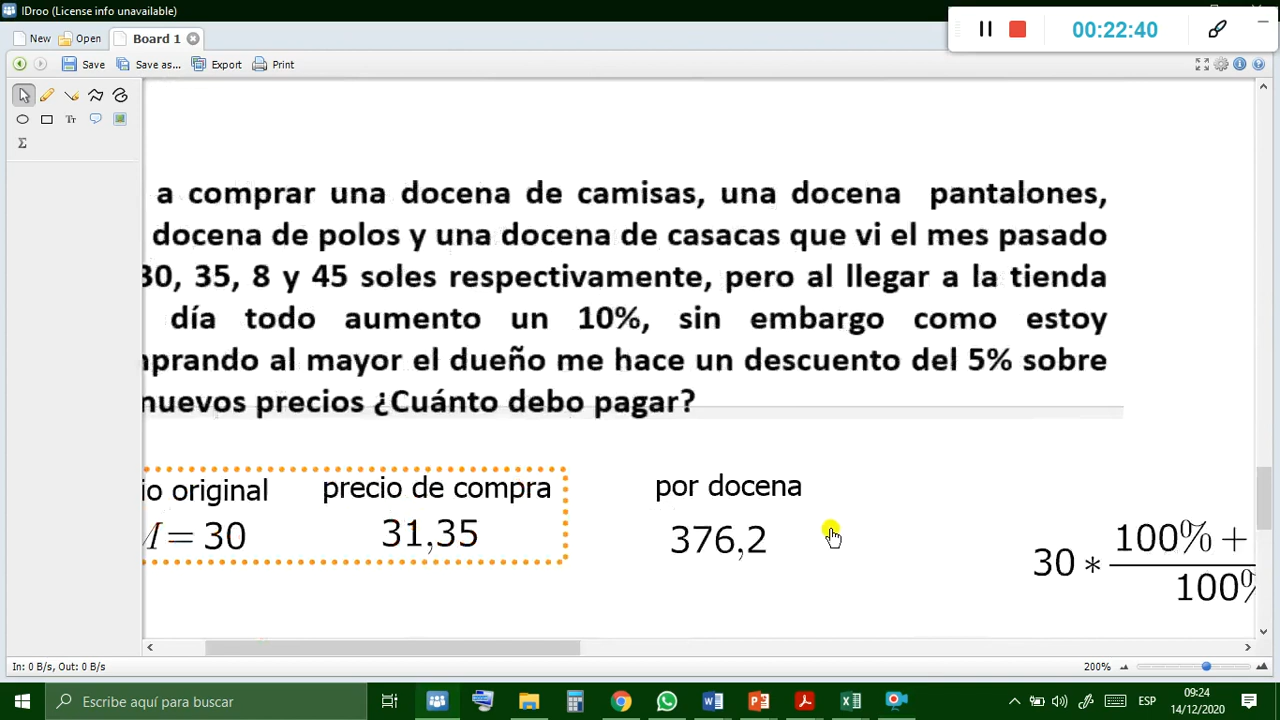 IDroo (License info unavailable)
00:22:40
New Open Board 1
Save Save as... Export Print
a comprar una docena de camisas, una docena pantalones,
docena de polos y una docena de casacas que vi el mes pasado
30, 35, 8 y 45 soles respectivamente, pero al llegar a la tienda
día todo aumento un 10%, sin embargo como estoy
mprando al mayor el dueño me hace un descuento del 5% sobre
nuevos precios ¿Cuánto debo pagar?
io original precio de compra por docena
M = 30 31,35 376,2
30 * 100% +
100%
In: 0 B/s, Out: 0 B/s 200%
Escribe aquí para buscar
ESP
09:24
14/12/2020